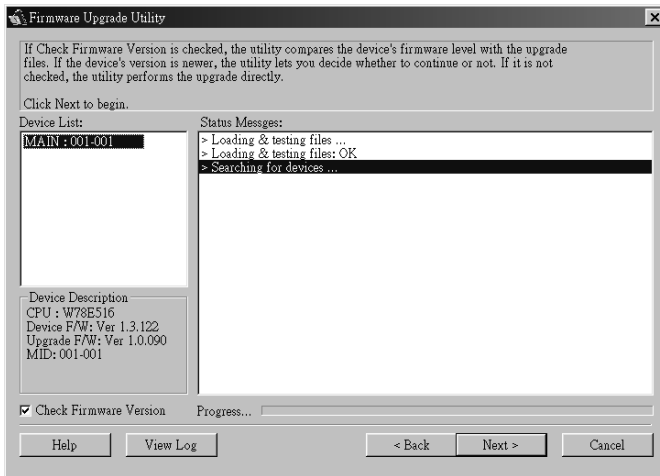 Firmware Upgrade Utility
If Check Firmware Version is checked, the utility compares the device's firmware level with the upgrade
files. If the device's version is newer, the utility lets you decide whether to continue or not. If it is not
checked, the utility performs the upgrade directly.
Click Next to begin.
Device List:
MAIN : 001-001
Status Messges:
> Loading & testing files ...
> Loading & testing files: OK
> Searching for devices ...
Device Description
CPU : W78E516
Device F/W: Ver 1.3.122
Upgrade F/W: Ver 1.0.090
MID: 001-001
Check Firmware Version
Progress...
Help
View Log
< Back
Next >
Cancel